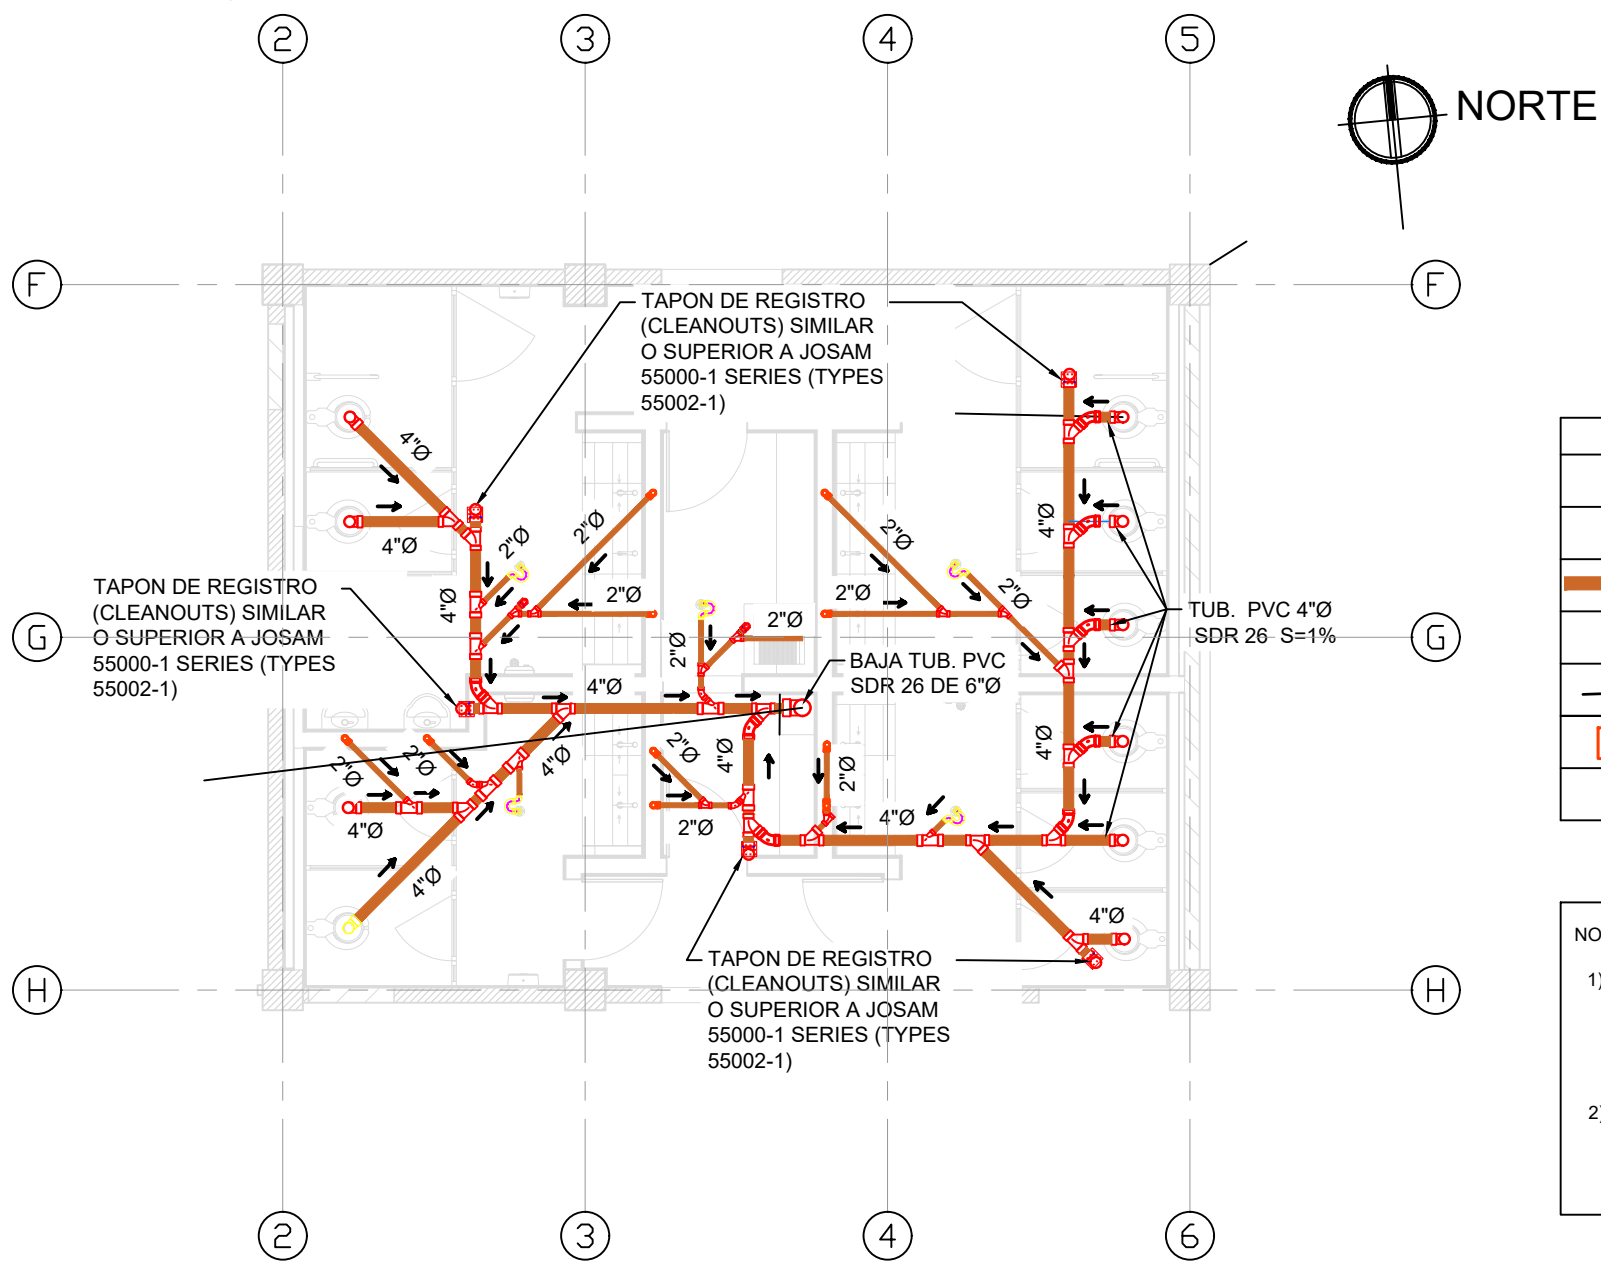 2
3
4
5
NORTE
F
F
TAPON DE REGISTRO
(CLEANOUTS) SIMILAR
O SUPERIOR A JOSAM
55000-1 SERIES (TYPES
55002-1)
4"Ø
4"Ø
2"Ø
2"Ø
2"Ø
4"Ø
2"Ø
2"Ø
2"Ø
4"Ø
TAPON DE REGISTRO
(CLEANOUTS) SIMILAR
O SUPERIOR A JOSAM
55000-1 SERIES (TYPES
55002-1)
G
2"Ø
2"Ø
TUB. PVC 4"Ø
SDR 26 S=1%
G
BAJA TUB. PVC
SDR 26 DE 6"Ø
4"Ø
2"Ø
2"Ø
4"Ø
2"Ø
4"Ø
2"Ø
4"Ø
4"Ø
2"Ø
4"Ø
4"Ø
4"Ø
TAPON DE REGISTRO
(CLEANOUTS) SIMILAR
O SUPERIOR A JOSAM
55000-1 SERIES (TYPES
55002-1)
NO
1)
2)
H
H
2
3
4
6